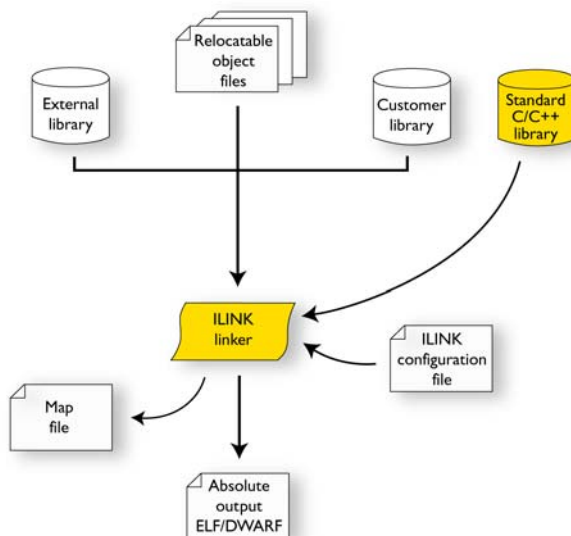 Relocatable
object
files
External
library
Customer
library
Standard
C/C++
library
ILINK
linker
ILINK
configuration
file
Map
file
Absolute
output
ELF/DWARF